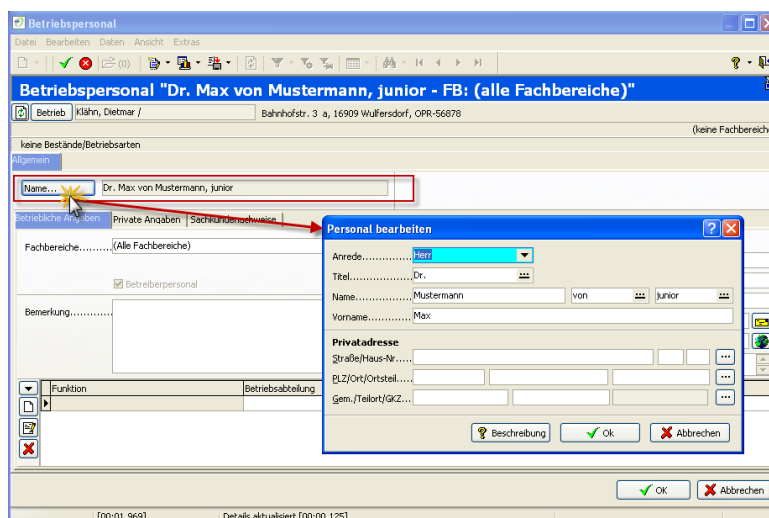 Betriebspersonal
Datei Bearbeiten Daten Ansicht Extras
(0)
Betriebspersonal "Dr. Max von Mustermann, junior - FB: (alle Fachbereiche)"
Betrieb Klähn, Dietmar / Bahnhofstr. 3 a, 16909 Wulfersdorf, OPR-56878
(keine Fachbereiche
keine Bestände/Betriebsarten
Allgemein
Name... Dr. Max von Mustermann, junior
Betriebliche Angaben Private Angaben Sachkundenachweise
Fachbereiche......... (Alle Fachbereiche)
Betreiberpersonal
Bemerkung............
Funktion Betriebsabteilung
Personal bearbeiten
Anrede............... Herr
Titel.................. Dr.
Name................. Mustermann von junior
Vorname............. Max
Privatadresse
Straße/Haus-Nr.....
PLZ/Ort/Ortsteil.....
Gem./Teilort/GKZ...
Beschreibung Ok Abbrechen
OK Abbrechen
[00:01.969] Details aktualisiert [00:00.125]